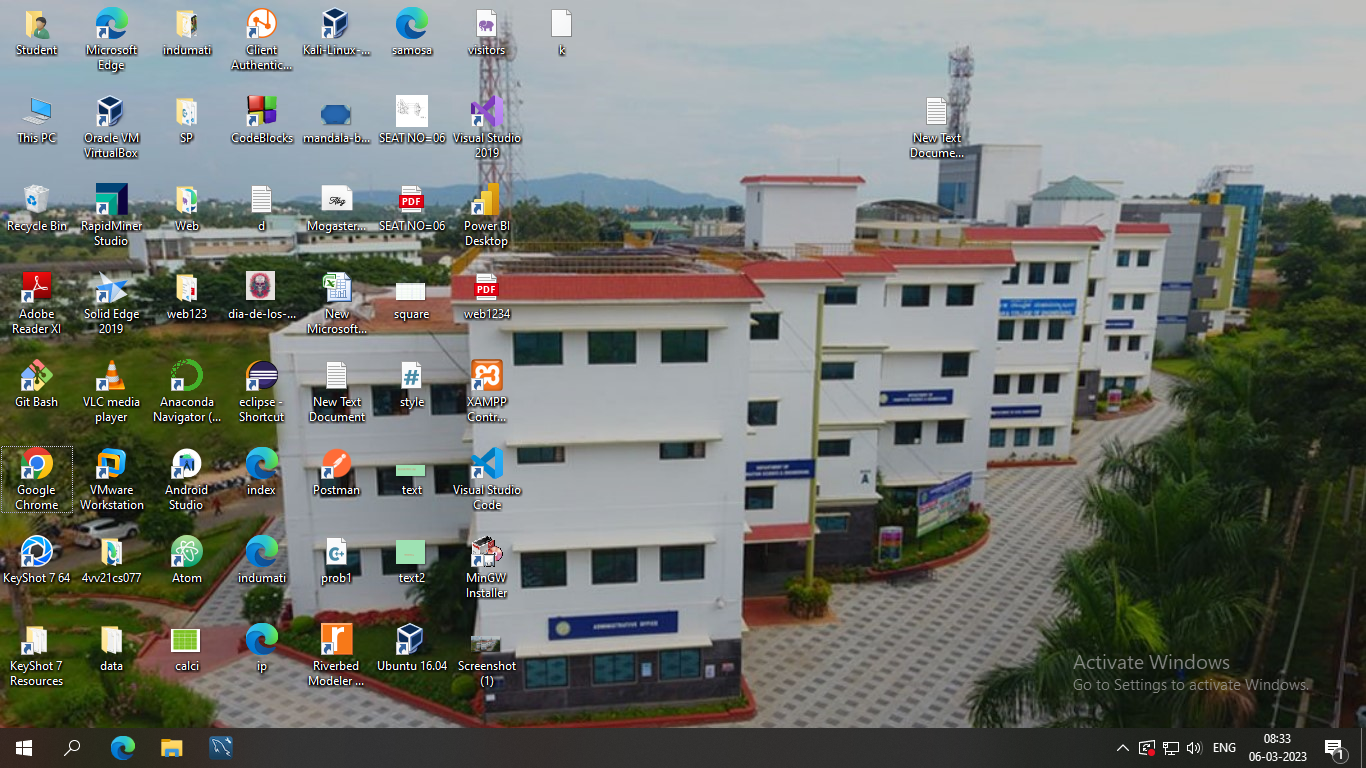 Student
Microsoft
Edge
indumati
Client
Authentic...
Kali-Linux-...
samosa
visitors
k
This PC
Oracle VM
VirtualBox
SP
CodeBlocks
mandala-b...
SEAT NO=06
Visual Studio
2019
New Text
Docume...
Recycle Bin
RapidMiner
Studio
Web
d
Mogaster...
PDF
SEAT NO=06
Power BI
Desktop
Adobe
Reader XI
Solid Edge
2019
web123
dia-de-los-...
New
Microsoft...
square
PDF
web1234
Git Bash
VLC media
player
Anaconda
Navigator (...
eclipse -
Shortcut
New Text
Document
#
style
XAMPP
Contr...
Google
Chrome
VMware
Workstation
Android
Studio
index
Postman
text
Visual Studio
Code
KeyShot 7 64
4vv21cs077
Atom
indumati
prob1
text2
MinGW
Installer
KeyShot 7
Resources
data
calci
ip
Riverbed
Modeler ...
Ubuntu 16.04
Screenshot
(1)
DEPARTMENT OF
A
ADMINISTRATIVE OFFICE
Activate Windows
Go to Settings to activate Windows.
ENG
08:33
06-03-2023
1